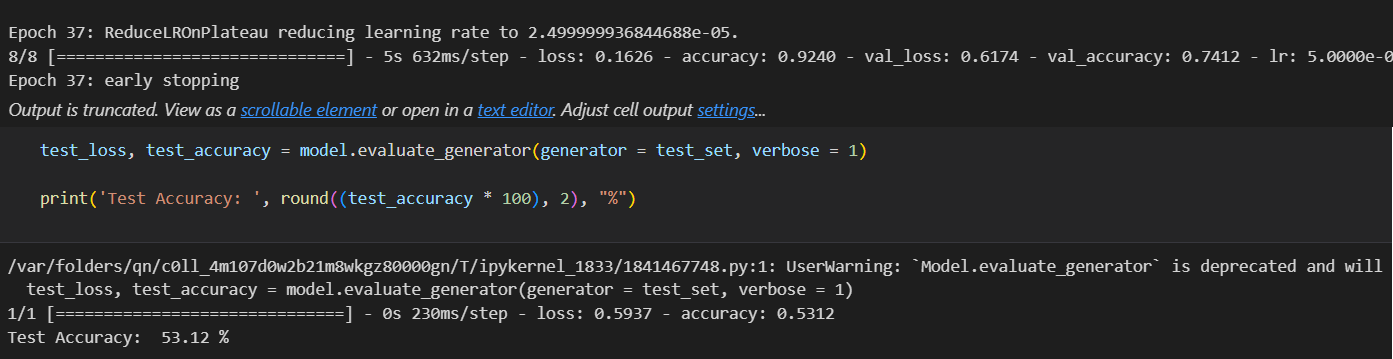 Epoch 37: ReduceLROnPlateau reducing learning rate to 2.499999936844688e-05.
8/8 [==============================] - 5s 632ms/step - loss: 0.1626 - accuracy: 0.9240 - val_loss: 0.6174 - val_accuracy: 0.7412 - lr: 5.0000e-0
Epoch 37: early stopping
Output is truncated. View as a scrollable element or open in a text editor. Adjust cell output settings...
test_loss, test_accuracy = model.evaluate_generator(generator = test_set, verbose = 1)
print('Test Accuracy: ', round((test_accuracy * 100), 2), "%")
/var/folders/qn/c0ll_4m107d0w2b21m8wkgz80000gn/T/ipykernel_1833/1841467748.py:1: UserWarning: `Model.evaluate_generator` is deprecated and will
  test_loss, test_accuracy = model.evaluate_generator(generator = test_set, verbose = 1)
1/1 [==============================] - 0s 230ms/step - loss: 0.5937 - accuracy: 0.5312
Test Accuracy:  53.12 %